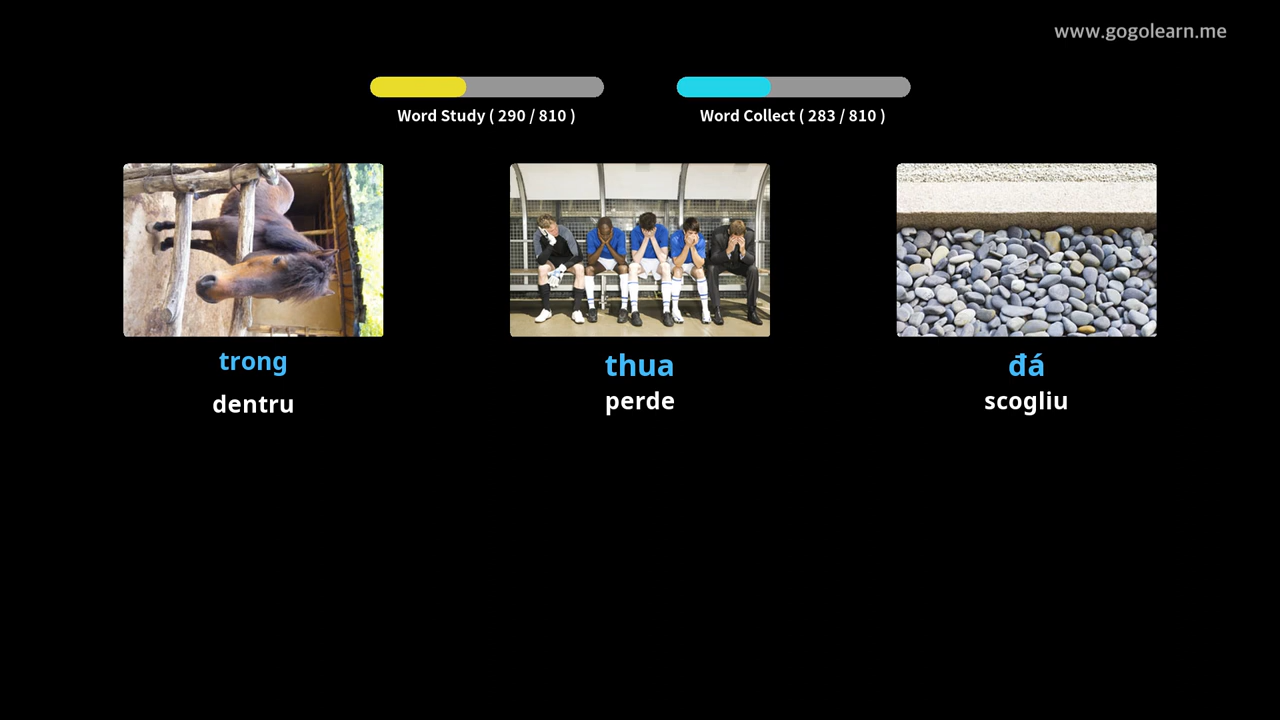 www.gogolearn.me
Word Study ( 290 / 810 )
Word Collect ( 283 / 810 )
trong
dentru
thua
perde
đá
scogliu